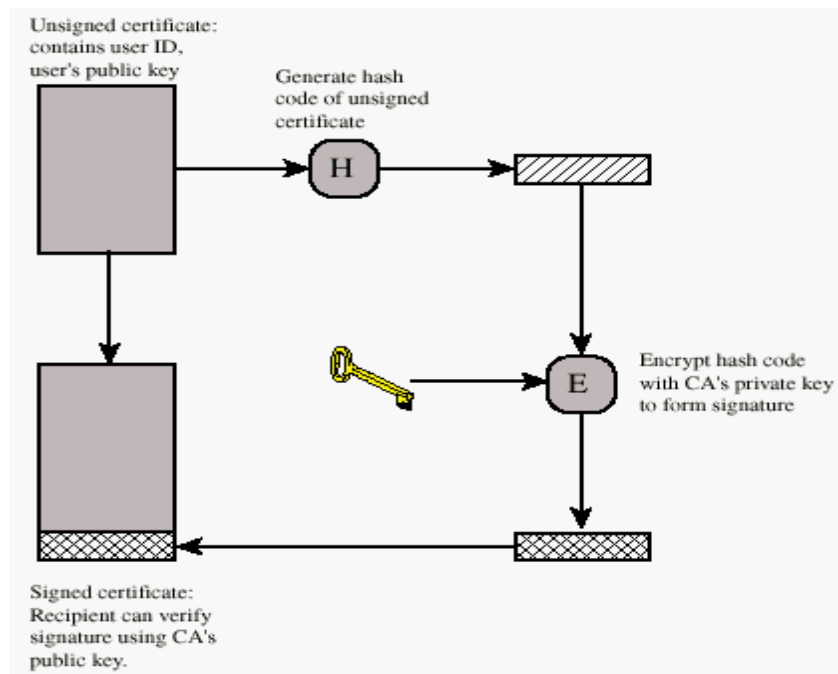 Unsigned certificate:
contains user ID,
user's public key
Generate hash
code of unsigned
certificate
H
E
Encrypt hash code
with CA's private key
to form signature
Signed certificate:
Recipient can verify
signature using CA's
public key.